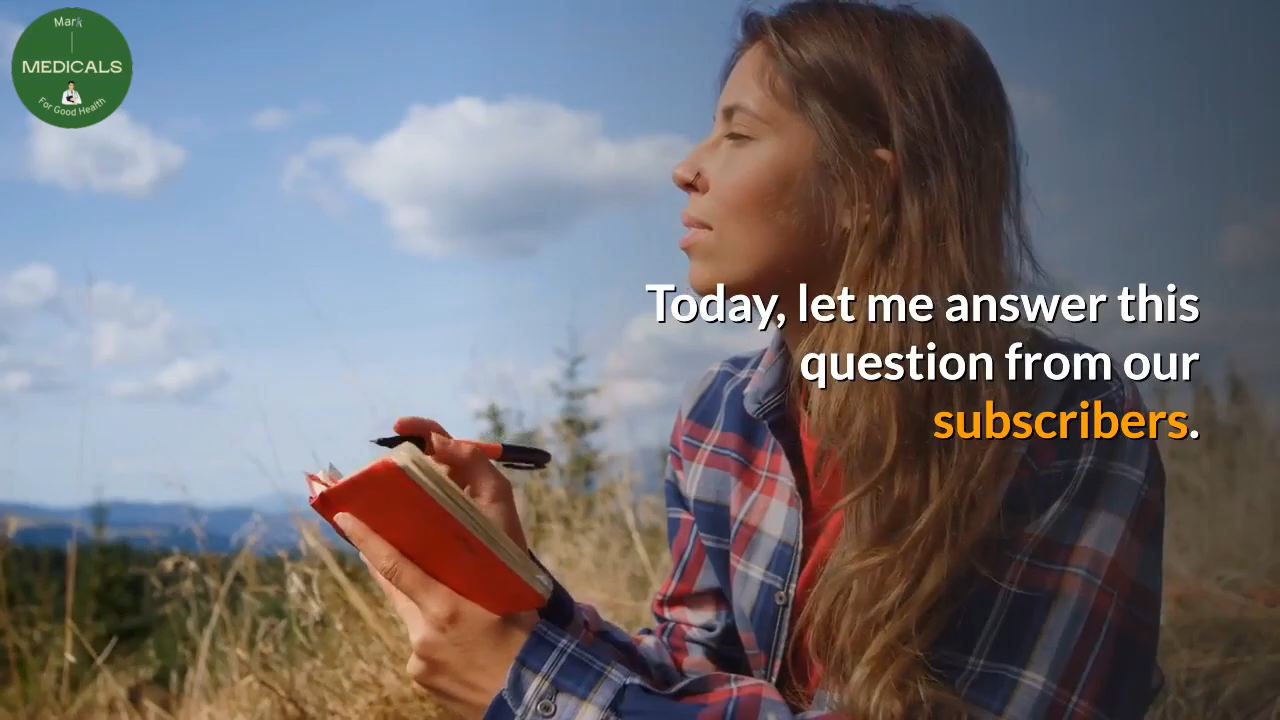 Mark
MEDICALS
For Good Health
Today, let me answer this
question from our
subscribers.